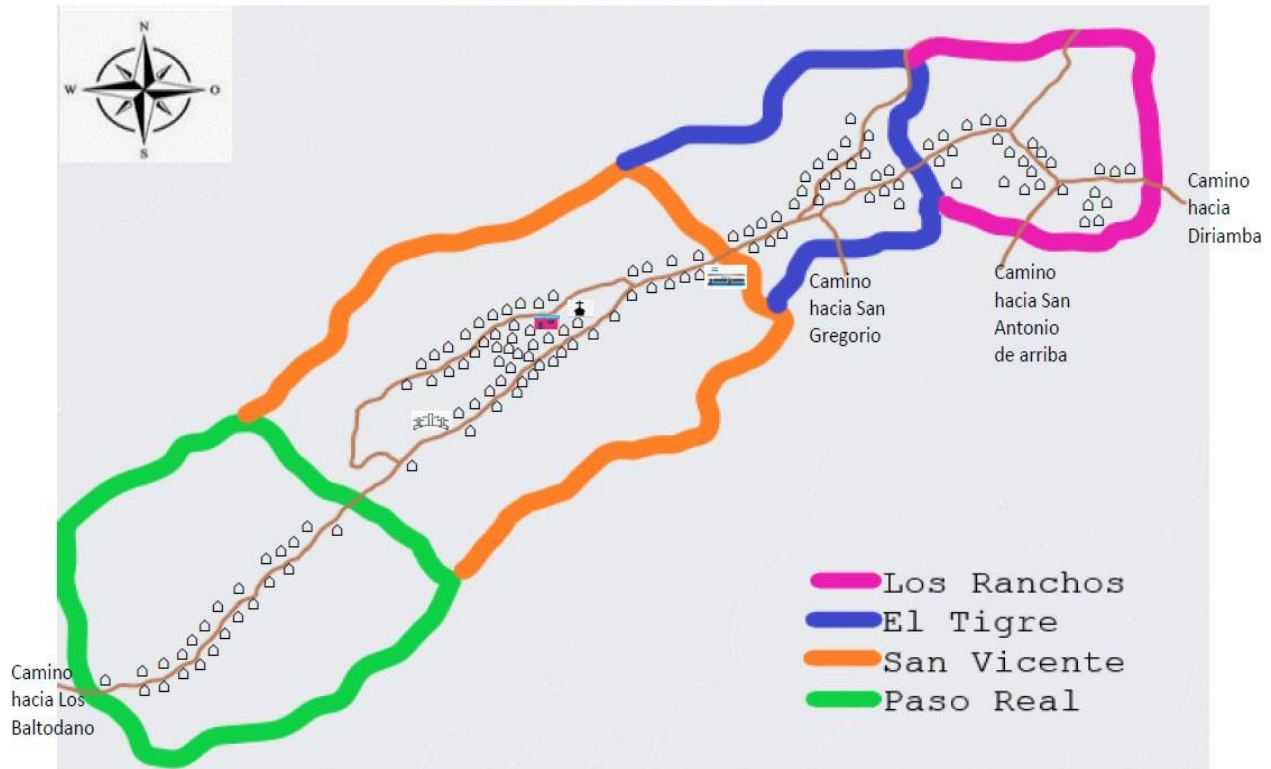 N
W
O
S
Camino
hacia
Diriamba
Camino
hacia San
Gregorio
Camino
hacia San
Antonio
de arriba
Los Ranchos
El Tigre
San Vicente
Paso Real
Camino
hacia Los
Baltodano